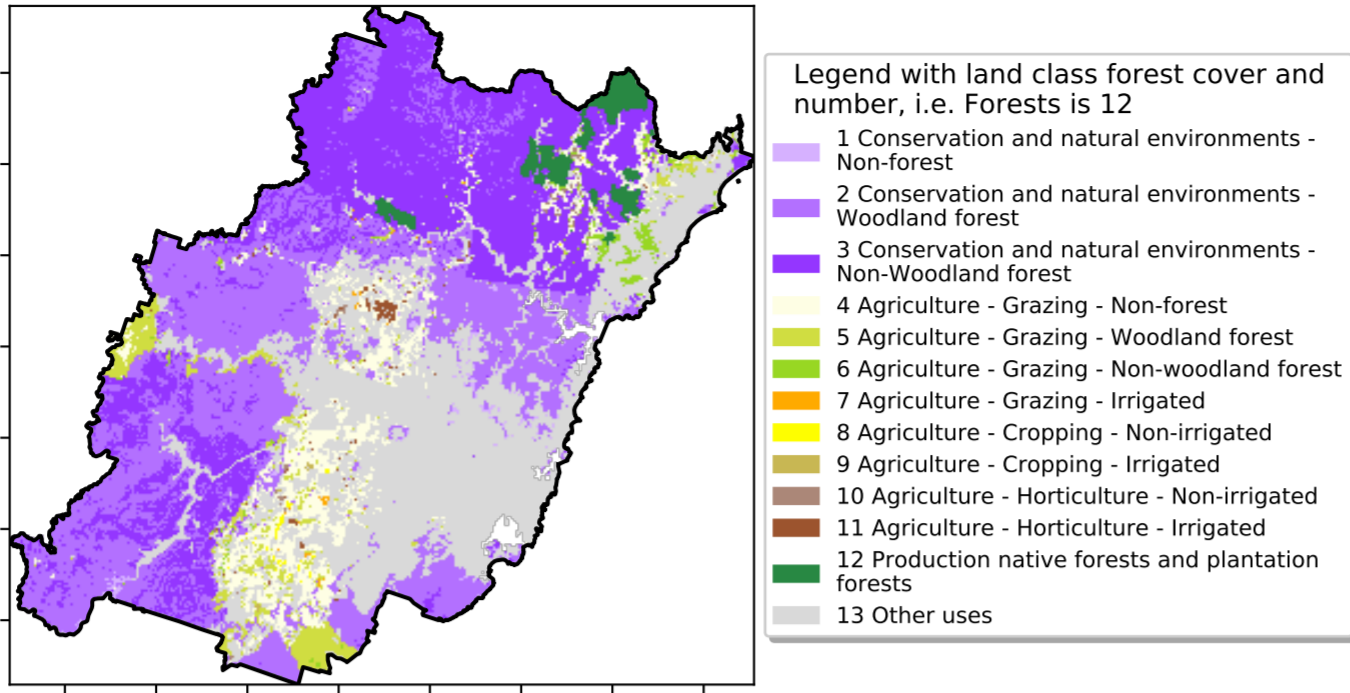 Legend with land class forest cover and
number, i.e. Forests is 12
1 Conservation and natural environments -
Non-forest
2 Conservation and natural environments -
Woodland forest
3 Conservation and natural environments -
Non-Woodland forest
4 Agriculture - Grazing - Non-forest
5 Agriculture - Grazing - Woodland forest
6 Agriculture - Grazing - Non-woodland forest
7 Agriculture - Grazing - Irrigated
8 Agriculture - Cropping - Non-irrigated
9 Agriculture - Cropping - Irrigated
10 Agriculture - Horticulture - Non-irrigated
11 Agriculture - Horticulture - Irrigated
12 Production native forests and plantation
forests
13 Other uses